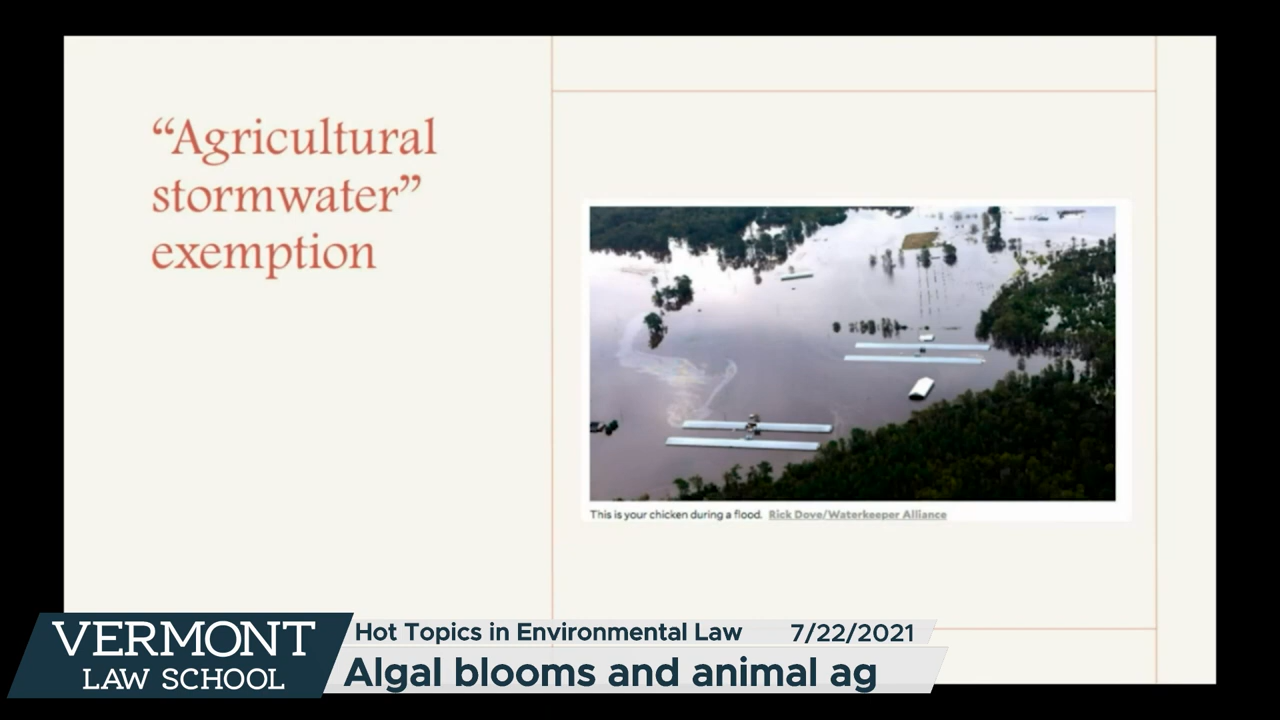 “Agricultural
stormwater”
exemption
This is your chicken during a flood. Rick Dove/Waterkeeper Alliance
VERMONT
LAW SCHOOL
Hot Topics in Environmental Law 7/22/2021
Algal blooms and animal ag